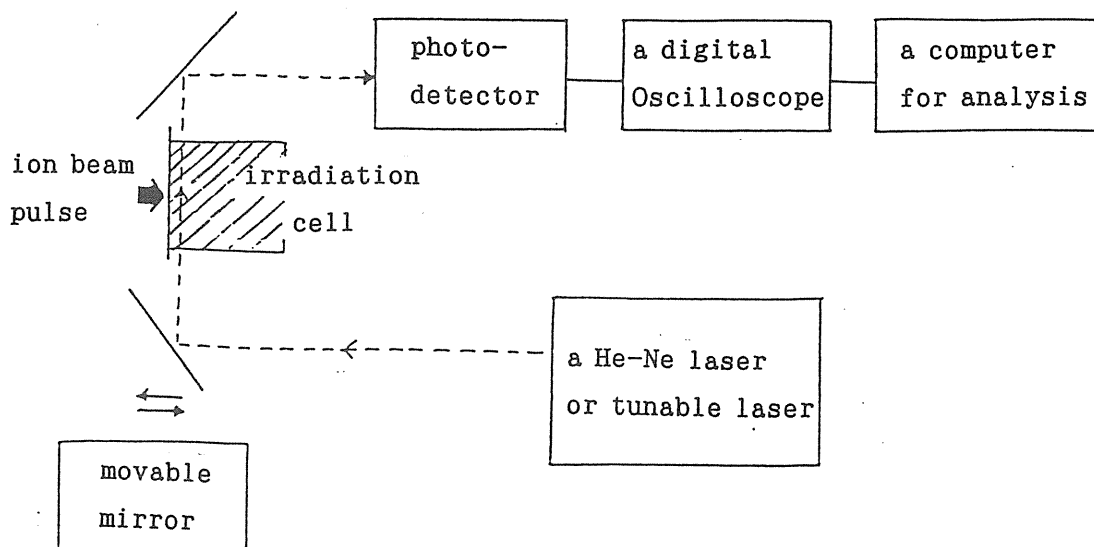 photo-
detector
a digital
Oscilloscope
a computer
for analysis
ion beam
pulse
irradiation
cell
a He-Ne laser
or tunable laser
movable
mirror